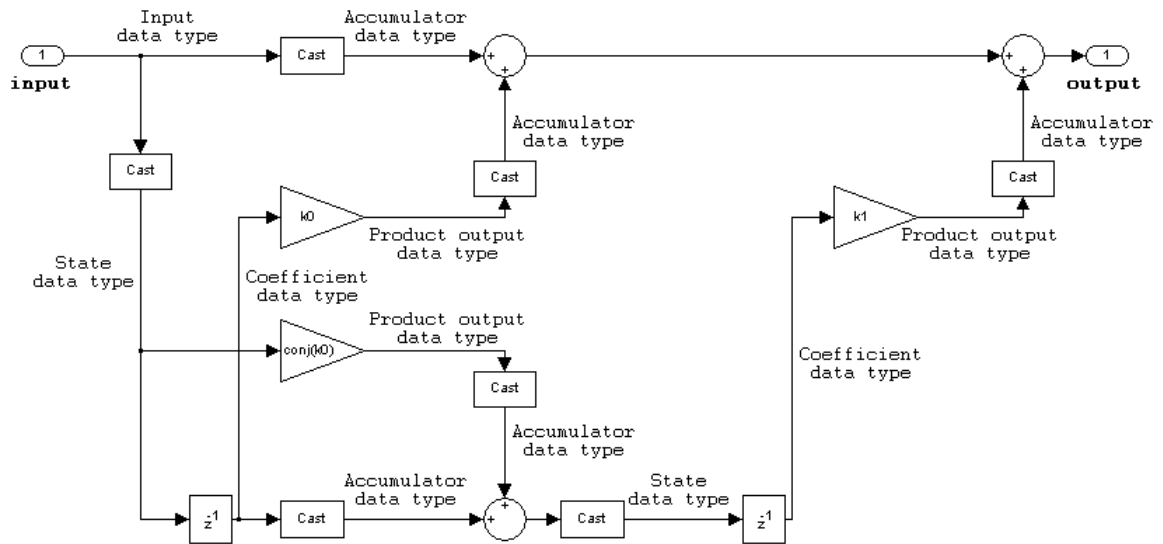 Input
data type
Accumulator
data type
1
Cast
+
+
+
+
1
input
output
Accumulator
data type
Accumulator
data type
Cast
Cast
Cast
k0
k1
Product output
data type
Product output
data type
State
data type
Coefficient
data type
Product output
data type
conj(k0)
Coefficient
data type
Cast
Accumulator
data type
Accumulator
data type
State
data type
z-1
Cast
+
+
Cast
z-1